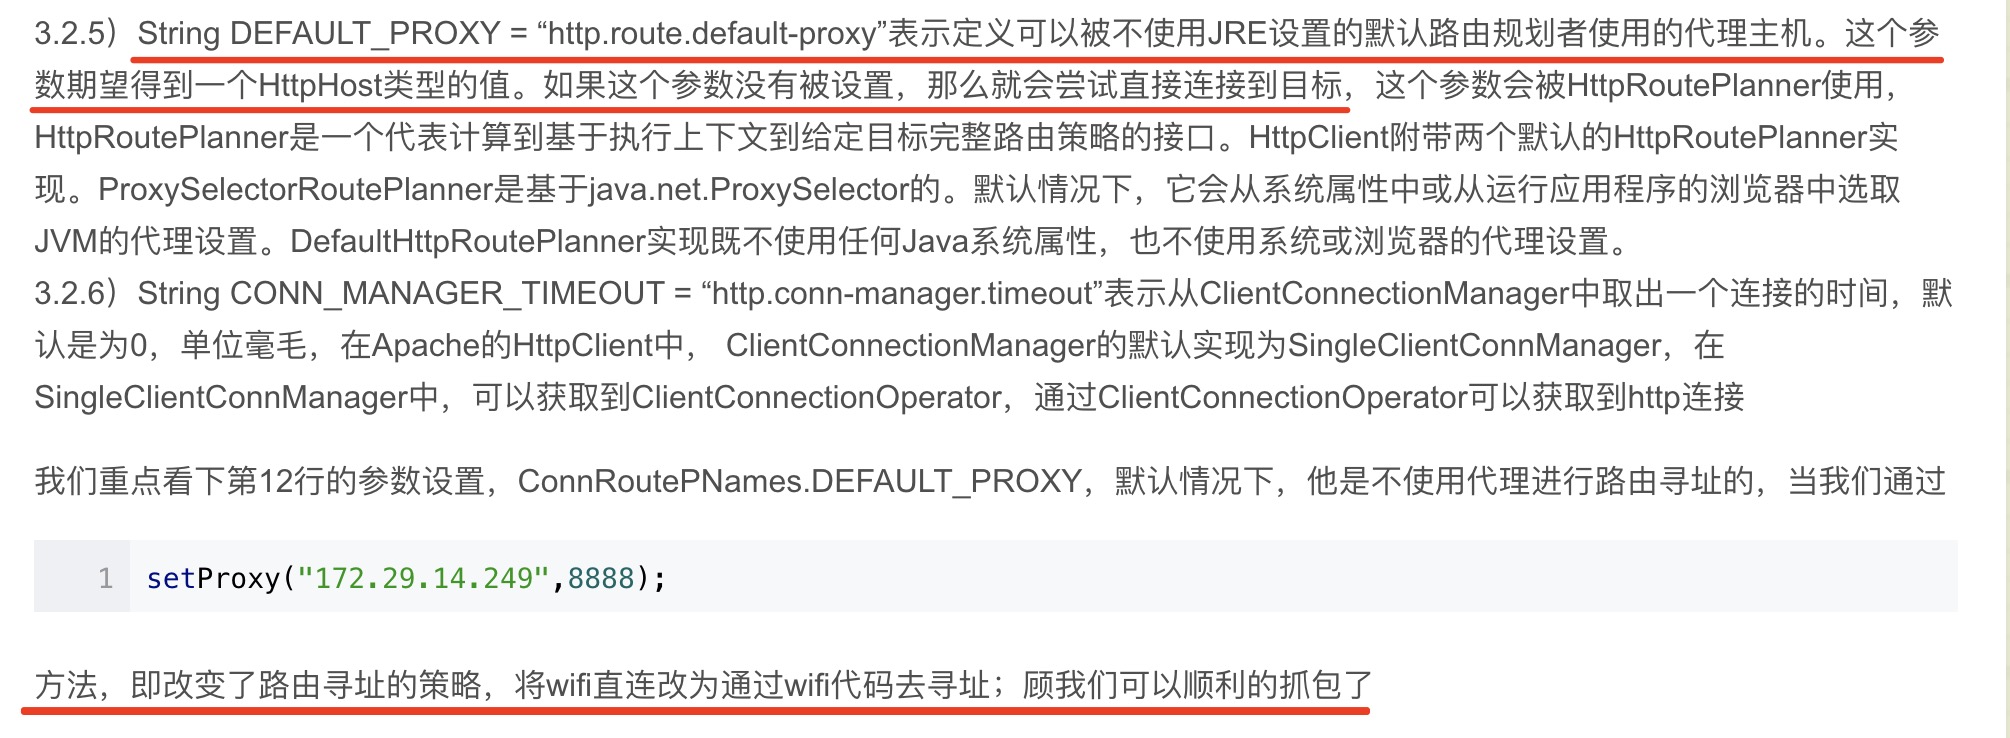 3.2.5）String DEFAULT_PROXY = “http.route.default-proxy”表示定义可以被不使用JRE设置的默认路由规划者使用的代理主机。这个参
数期望得到一个HttpHost类型的值。如果这个参数没有被设置，那么就会尝试直接连接到目标，这个参数会被HttpRoutePlanner使用，
HttpRoutePlanner是一个代表计算到基于执行上下文到给定目标完整路由策略的接口。HttpClient附带两个默认的HttpRoutePlanner实
现。ProxySelectorRoutePlanner是基于java.net.ProxySelector的。默认情况下，它会从系统属性中或从运行应用程序的浏览器中选取
JVM的代理设置。DefaultHttpRoutePlanner实现既不使用任何Java系统属性，也不使用系统或浏览器的代理设置。
3.2.6）String CONN_MANAGER_TIMEOUT = “http.conn-manager.timeout”表示从ClientConnectionManager中取出一个连接的时间，默
认是为0，单位毫毛，在Apache的HttpClient中， ClientConnectionManager的默认实现为SingleClientConnManager，在
SingleClientConnManager中，可以获取到ClientConnectionOperator，通过ClientConnectionOperator可以获取到http连接
我们重点看下第12行的参数设置，ConnRoutePNames.DEFAULT_PROXY，默认情况下，他是不使用代理进行路由寻址的，当我们通过
1 setProxy("172.29.14.249",8888);
方法，即改变了路由寻址的策略，将wifi直连改为通过wifi代码去寻址；顾我们可以顺利的抓包了